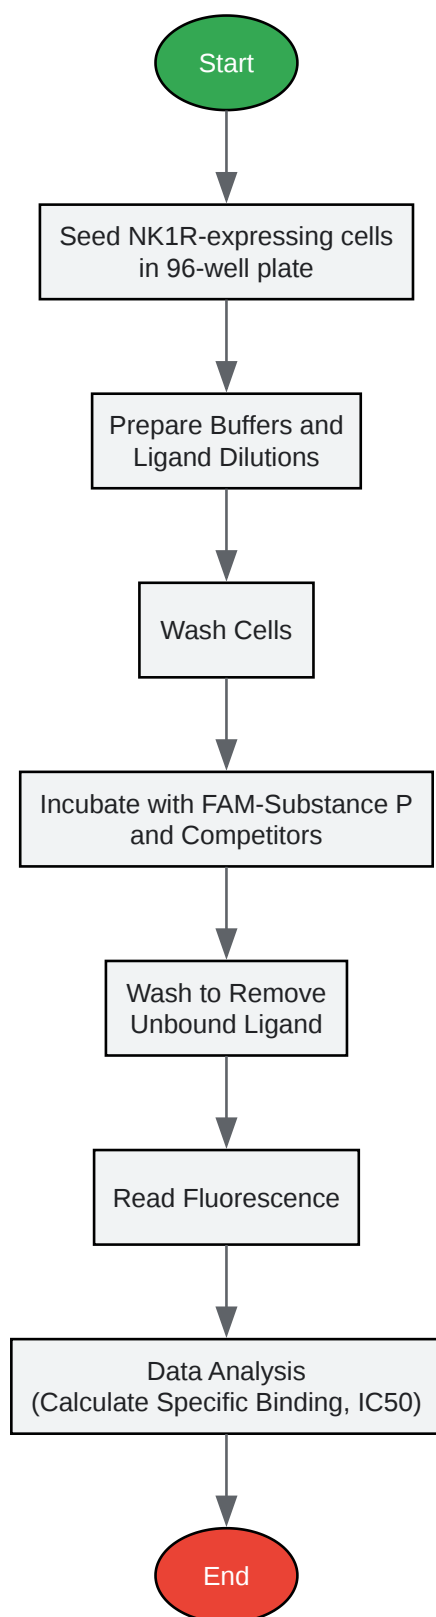 Start
Seed NK1R-expressing cells
in 96-well plate
Prepare Buffers and
Ligand Dilutions
Wash Cells
Incubate with FAM-Substance P
and Competitors
Wash to Remove
Unbound Ligand
Read Fluorescence
Data Analysis
(Calculate Specific Binding, IC50)
End